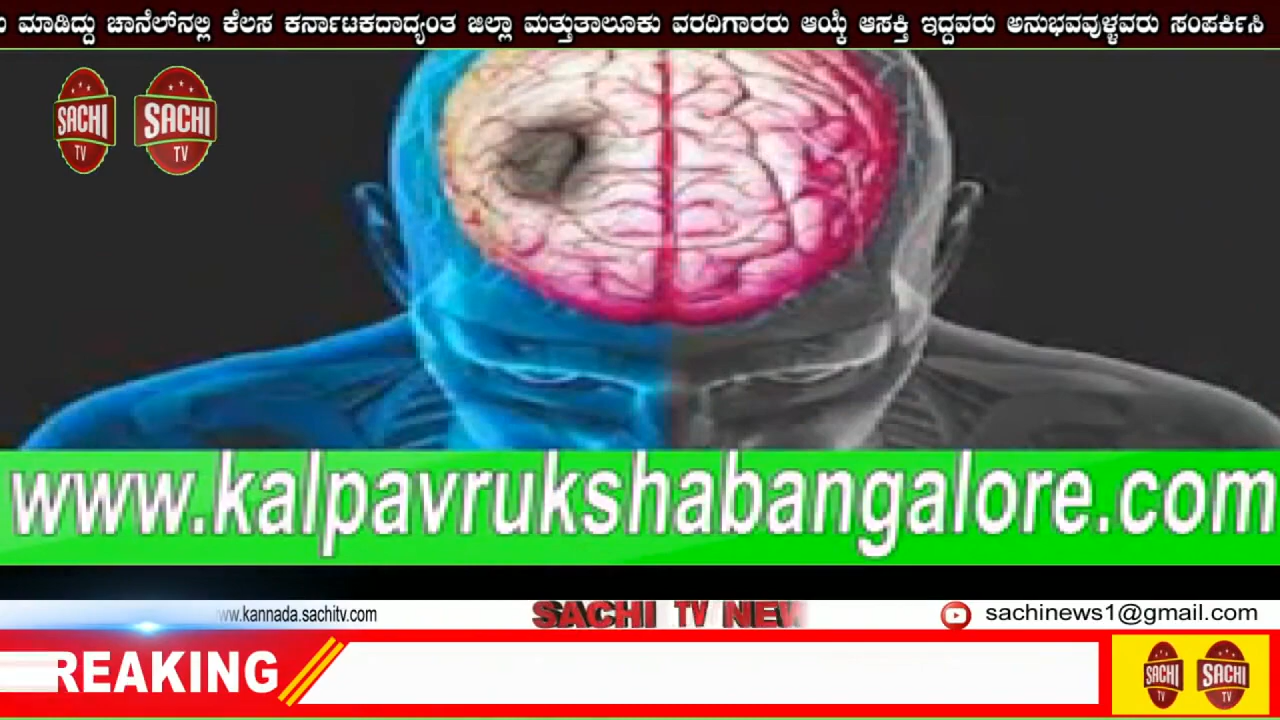 ಮಾಡಿದ್ದು ಚಾನೆಲ್‌ನಲ್ಲಿ ಕೆಲಸ ಕರ್ನಾಟಕದಾದ್ಯಂತ ಜಿಲ್ಲಾ ಮತ್ತುತಾಲೂಕು ವರದಿಗಾರರು ಆಯ್ಕೆ ಆಸಕ್ತಿ ಇದ್ದವರು ಅನುಭವವುಳ್ಳವರು ಸಂಪರ್ಕಿಸಿ
SACHI TV SACHI TV
www.kalpavrukshabangalore.com
www.kannada.sachitv.com SACHI TV NEW sachinews1@gmail.com
REAKING SACHI TV SACHI TV